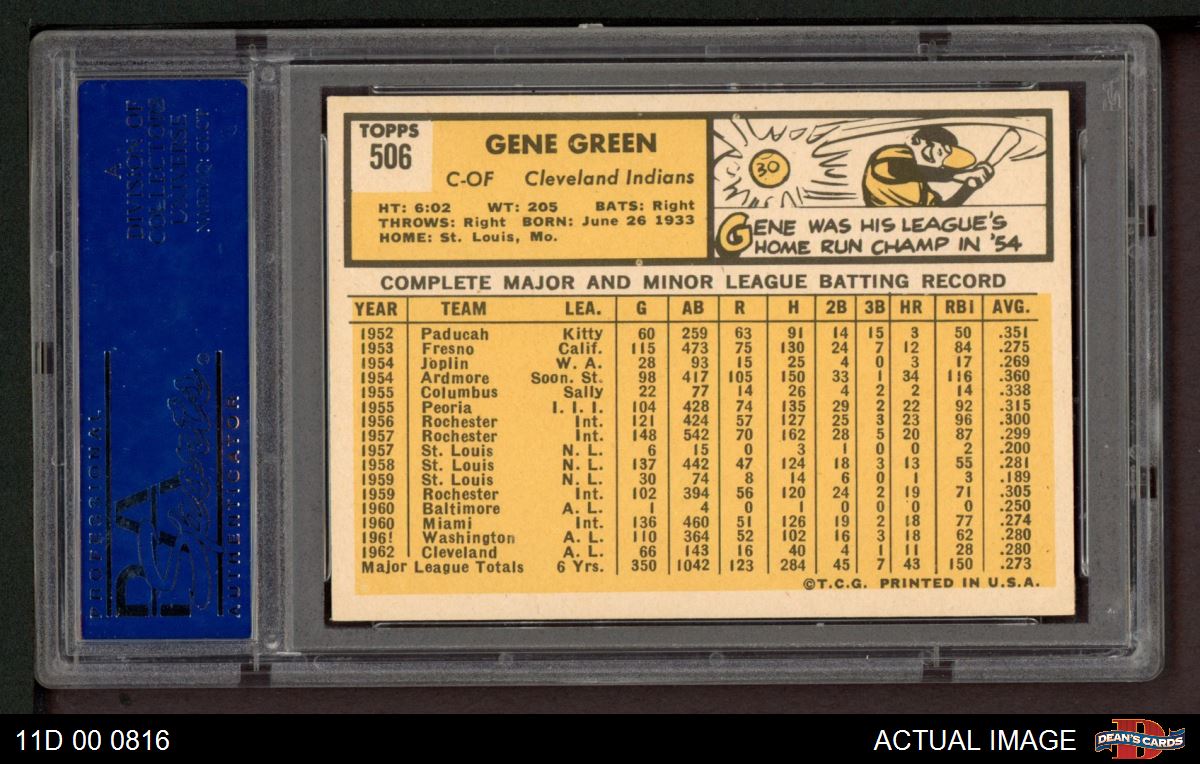 A
DIVISION OF
COLLECTORS
UNIVERSE
NASDAQ: CLCT
PROFESSIONAL
PSA
Sports
AUTHENTICATOR
TOPPS
506
GENE GREEN
C-OF Cleveland Indians
HT: 6:02 WT: 205 BATS: Right
THROWS: Right BORN: June 26 1933
HOME: St. Louis, Mo.
30
GENE WAS HIS LEAGUE'S
HOME RUN CHAMP IN '54
COMPLETE MAJOR AND MINOR LEAGUE BATTING RECORD
YEAR TEAM LEA. G AB R H 2B 3B HR RBI AVG.
1952 Paducah Kitty 60 259 63 91 14 15 3 50 .351
1953 Fresno Calif. 115 473 75 130 24 7 12 84 .275
1954 Joplin W. A. 28 93 15 25 4 0 3 17 .269
1954 Ardmore Soon. St. 98 417 105 150 33 1 34 116 .360
1955 Columbus Sally 22 77 14 26 4 2 2 14 .338
1955 Peoria I. I. I. 104 428 74 135 29 2 22 92 .315
1956 Rochester Int. 121 424 57 127 25 3 23 96 .300
1957 Rochester Int. 148 542 70 162 28 5 20 87 .299
1957 St. Louis N. L. 6 15 0 3 1 0 0 2 .200
1958 St. Louis N. L. 137 442 47 124 18 3 13 55 .281
1959 St. Louis N. L. 30 74 8 14 6 0 1 3 .189
1959 Rochester Int. 102 394 56 120 24 2 19 71 .305
1960 Baltimore A. L. 1 4 0 1 0 0 0 0 .250
1960 Miami Int. 136 460 51 126 19 2 18 77 .274
1961 Washington A. L. 110 364 52 102 16 3 18 62 .280
1962 Cleveland A. L. 66 143 16 40 4 1 11 28 .280
Major League Totals 6 Yrs. 350 1042 123 284 45 7 43 150 .273
©T.C.G. PRINTED IN U.S.A.
11D 00 0816
ACTUAL IMAGE
D
DEAN'S CARDS